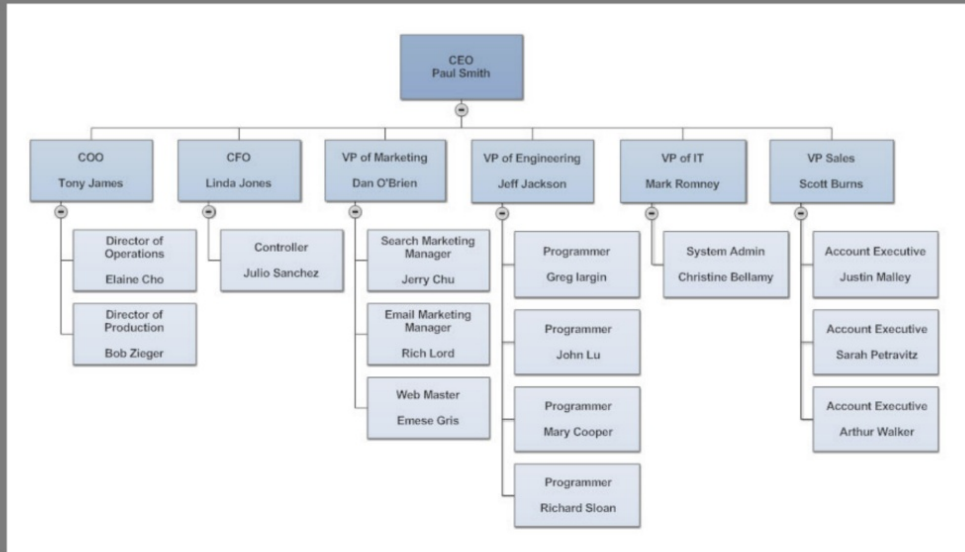 CEO
Paul Smith
COO
Tony James
CFO
Linda Jones
VP of Marketing
Dan O'Brien
VP of Engineering
Jeff Jackson
VP of IT
Mark Romney
VP Sales
Scott Burns
Director of
Operations
Elaine Cho
Director of
Production
Bob Zieger
Controller
Julio Sanchez
Search Marketing
Manager
Jerry Chu
Email Marketing
Manager
Rich Lord
Web Master
Emese Gris
Programmer
Greg Iargin
Programmer
John Lu
Programmer
Mary Cooper
Programmer
Richard Sloan
System Admin
Christine Bellamy
Account Executive
Justin Malley
Account Executive
Sarah Petravitz
Account Executive
Arthur Walker